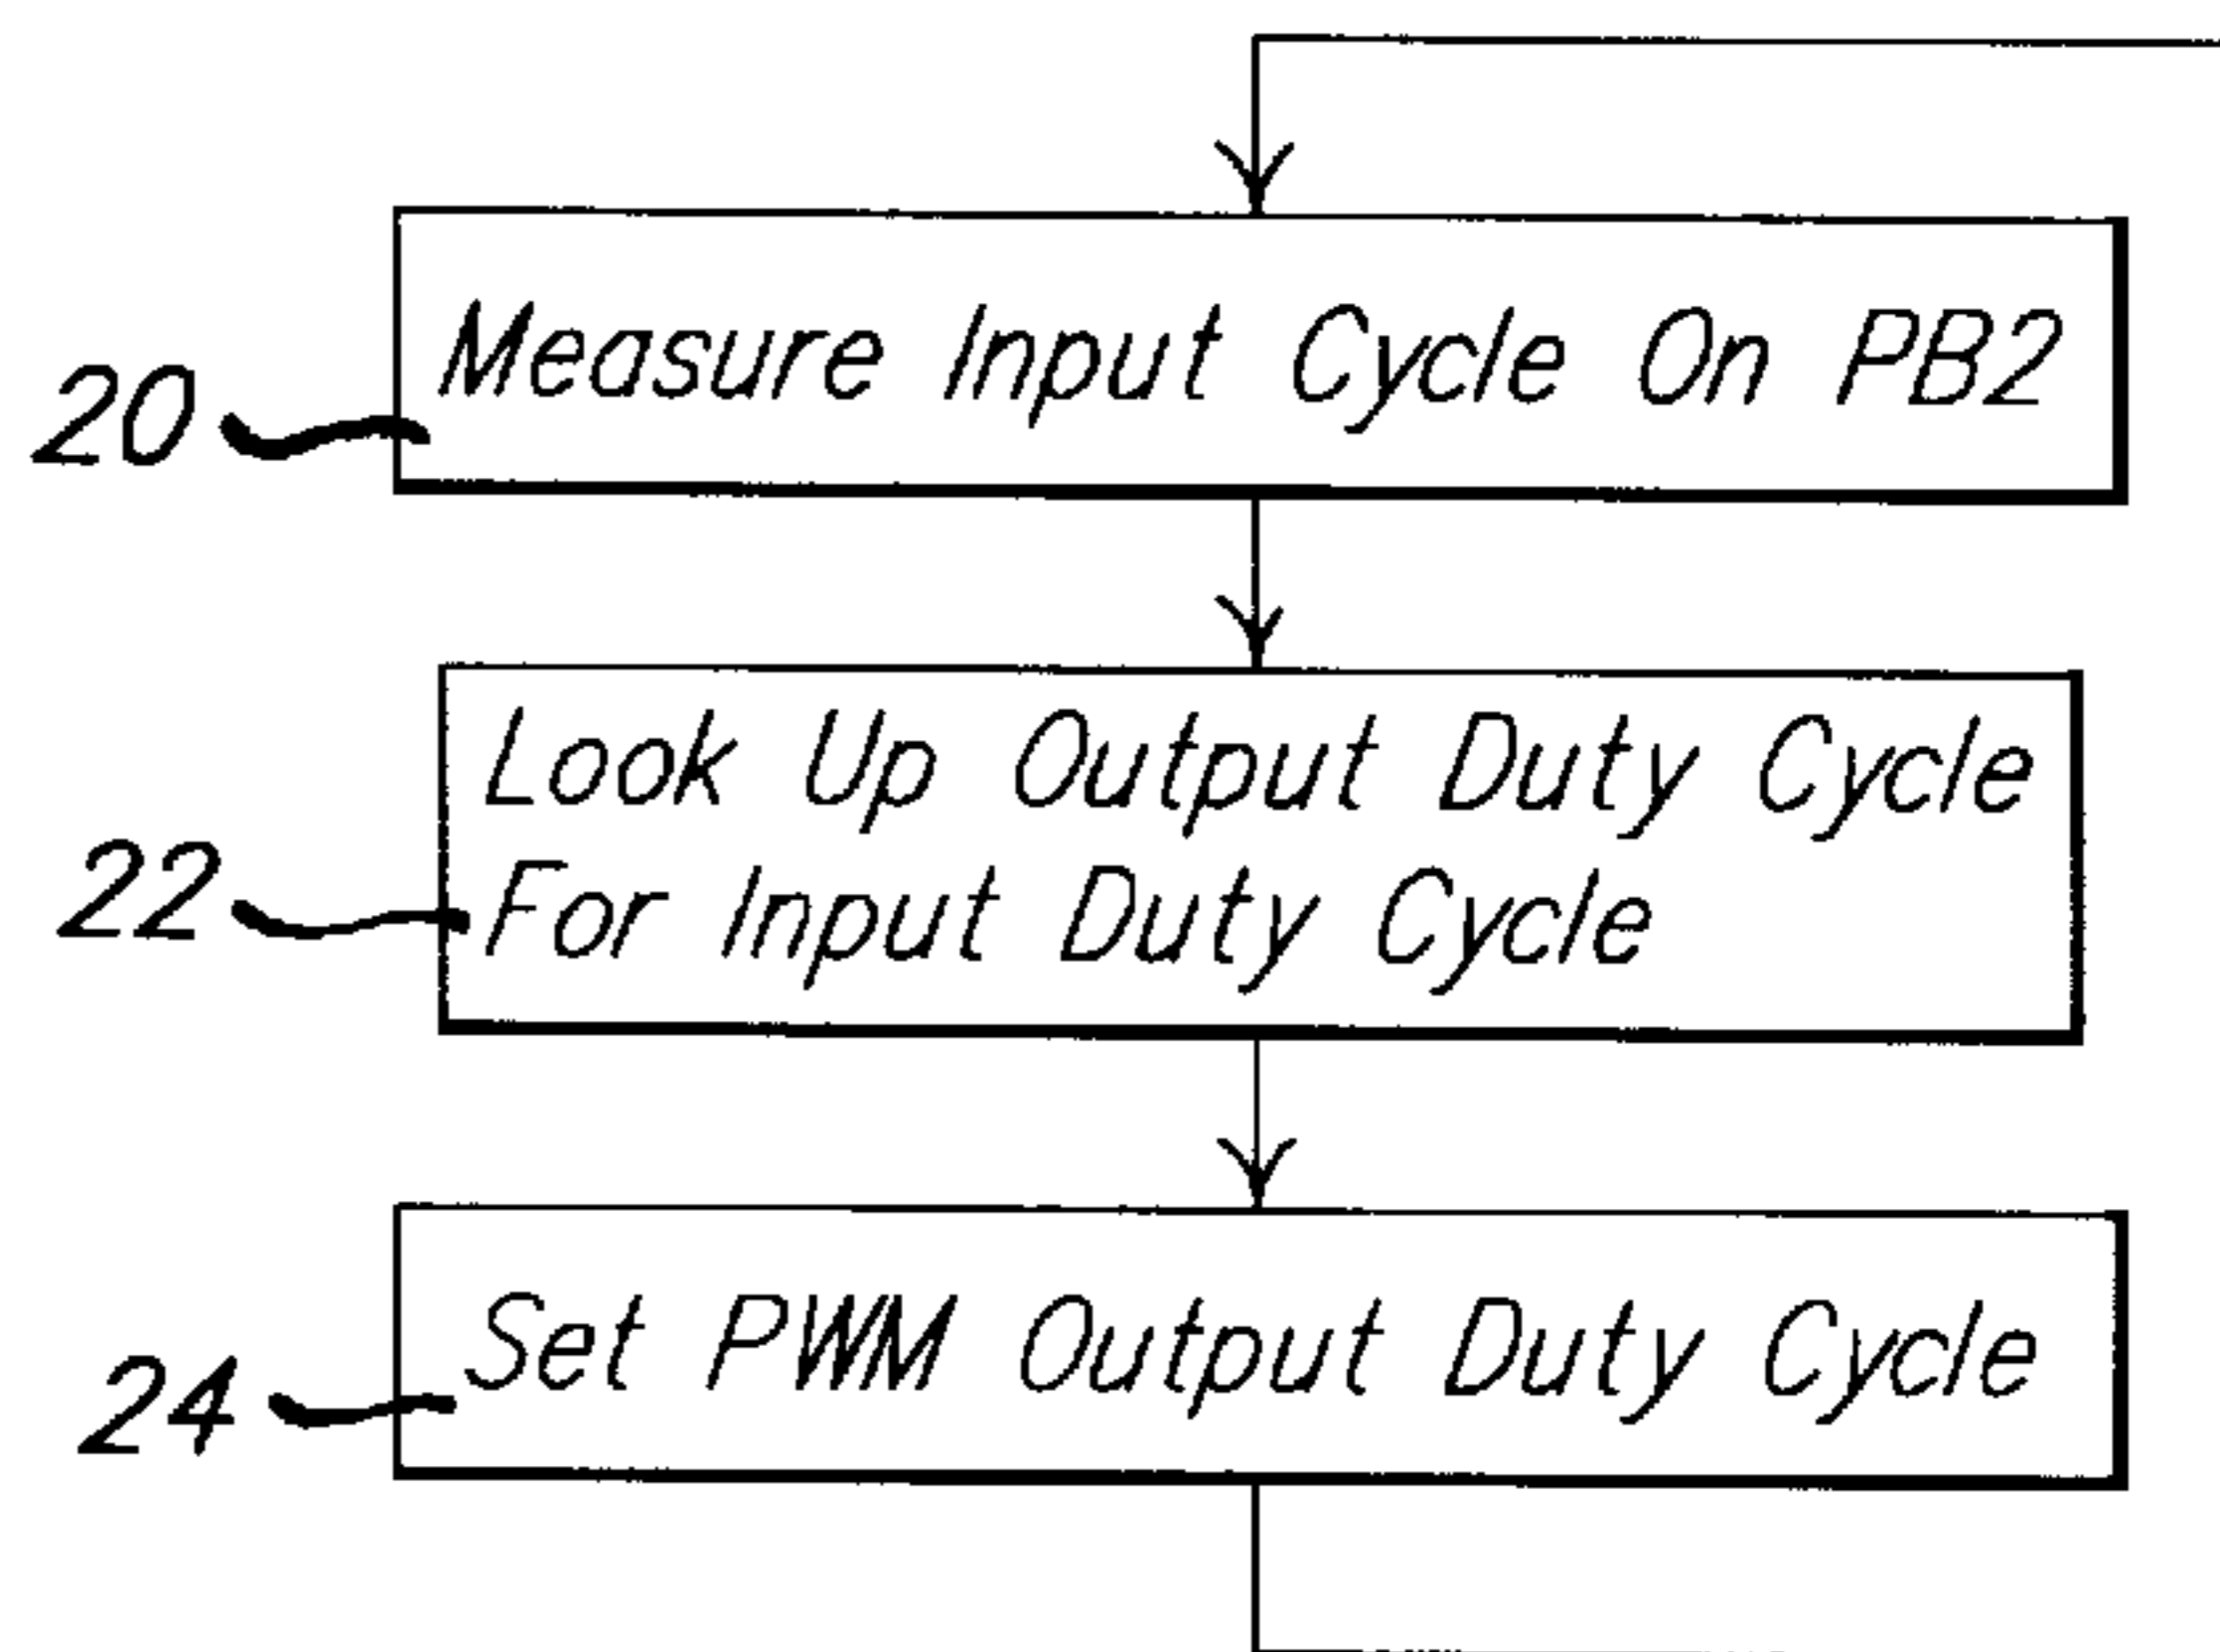 Measure Input Cycle On PB2
20
Look Up Output Duty Cycle
For Input Duty Cycle
22
Set PWM Output Duty Cycle
24